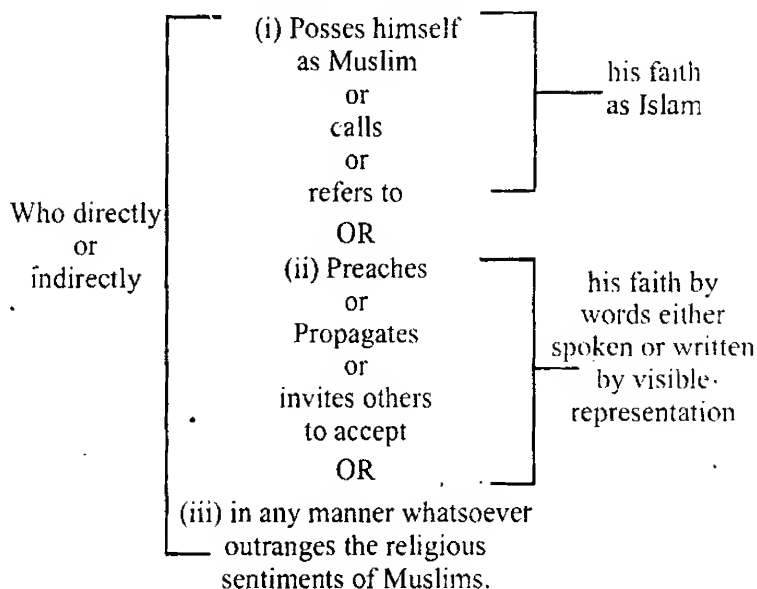 Who directly
or
indirectly
(i) Posses himself
as Muslim
or
calls
or
refers to
his faith
as Islam
OR
(ii) Preaches
or
Propagates
or
invites others
to accept
his faith by
words either
spoken or written
by visible
representation
OR
(iii) in any manner whatsoever
outranges the religious
sentiments of Muslims.